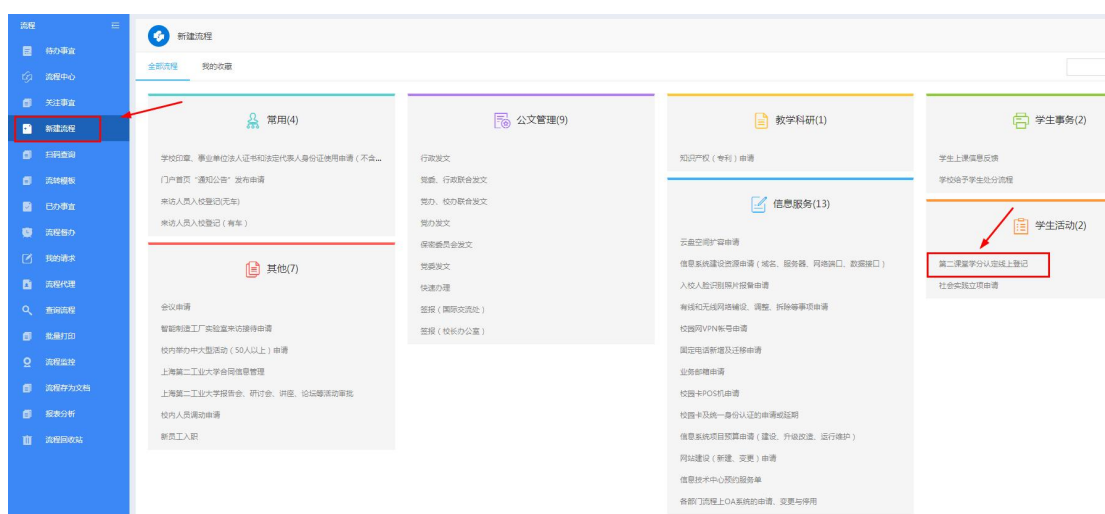 流程
待办事宜
流程中心
关注事宜
新建流程
扫码查询
流转模板
已办事宜
流程督办
我的请求
流程代理
查询流程
批量打印
流程监控
流程存为文档
报表分析
流程回收站
新建流程
全部流程
我的收藏
常用(4)
学校印章、事业单位法人证书和法定代表人身份证使用申请（不含...
门户首页“通知公告”发布申请
来访人员入校登记(无车)
来访人员入校登记（有车）
其他(7)
会议申请
智能制造工厂实验室来访接待申请
校内举办中大型活动（50人以上）申请
上海第二工业大学合同信息管理
上海第二工业大学报告会、研讨会、讲座、论坛等活动审批
校内人员调动申请
新员工入职
公文管理(9)
行政发文
党委、行政联合发文
党办、校办联合发文
党办发文
保密委员会发文
党委发文
快速办理
签报（国际交流处）
签报（校长办公室）
教学科研(1)
知识产权（专利）申请
信息服务(13)
云盘空间扩容申请
信息系统建设资源申请（域名、服务器、网络端口、数据接口）
入校人脸识别照片报备申请
有线和无线网络铺设、调整、拆除等事项申请
校园网VPN帐号申请
固定电话新增及迁移申请
业务邮箱申请
校园卡POS机申请
校园卡及统一身份认证的申请或延期
信息系统项目预算申请（建设、升级改造、运行维护）
网站建设（新建、变更）申请
信息技术中心预约服务单
各部门流程上OA系统的申请、变更与停用
学生事务(2)
学生上课信息反馈
学校给予学生处分流程
学生活动(2)
第二课堂学分认定线上登记
社会实践立项申请